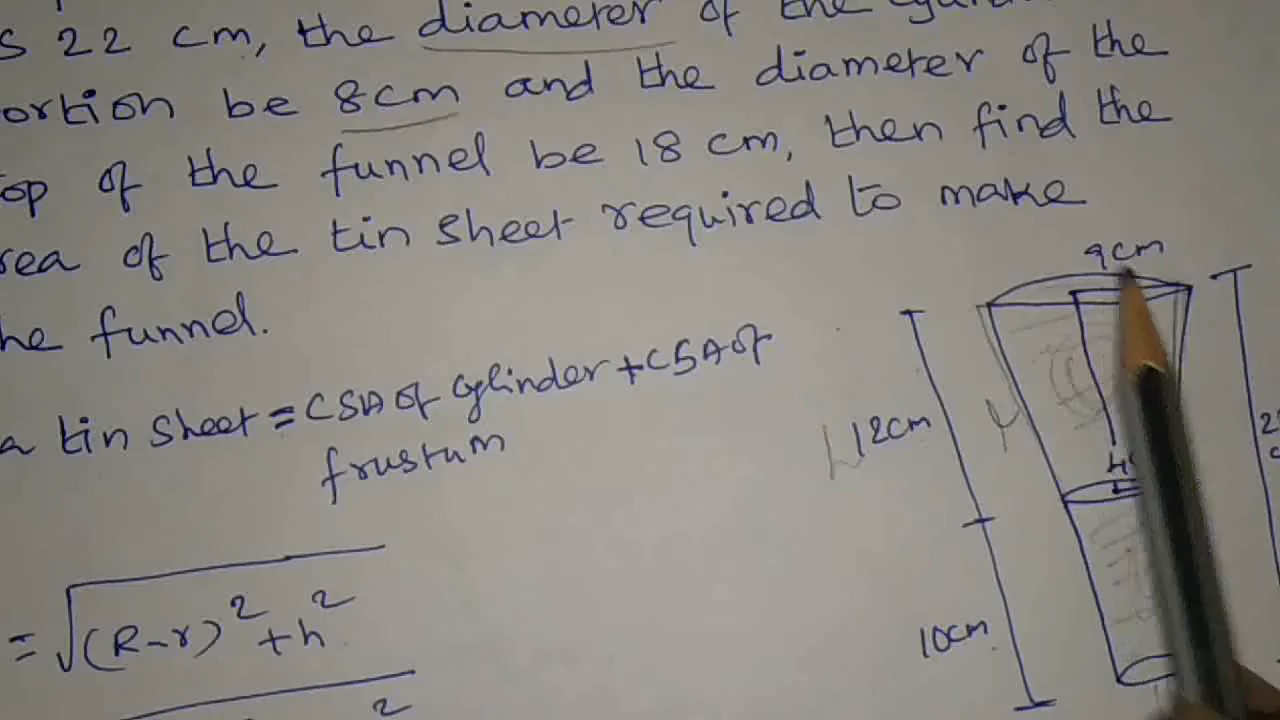 s 22 cm, the diameter of the
ortion be 8cm and the diameter of the
top of the funnel be 18 cm, then find the
rea of the tin sheet required to make
he funnel.
a tin sheet = CSA of cylinder + CSA of
frustum
= √(R-r)² + h²
2
9cm
12cm
10cm